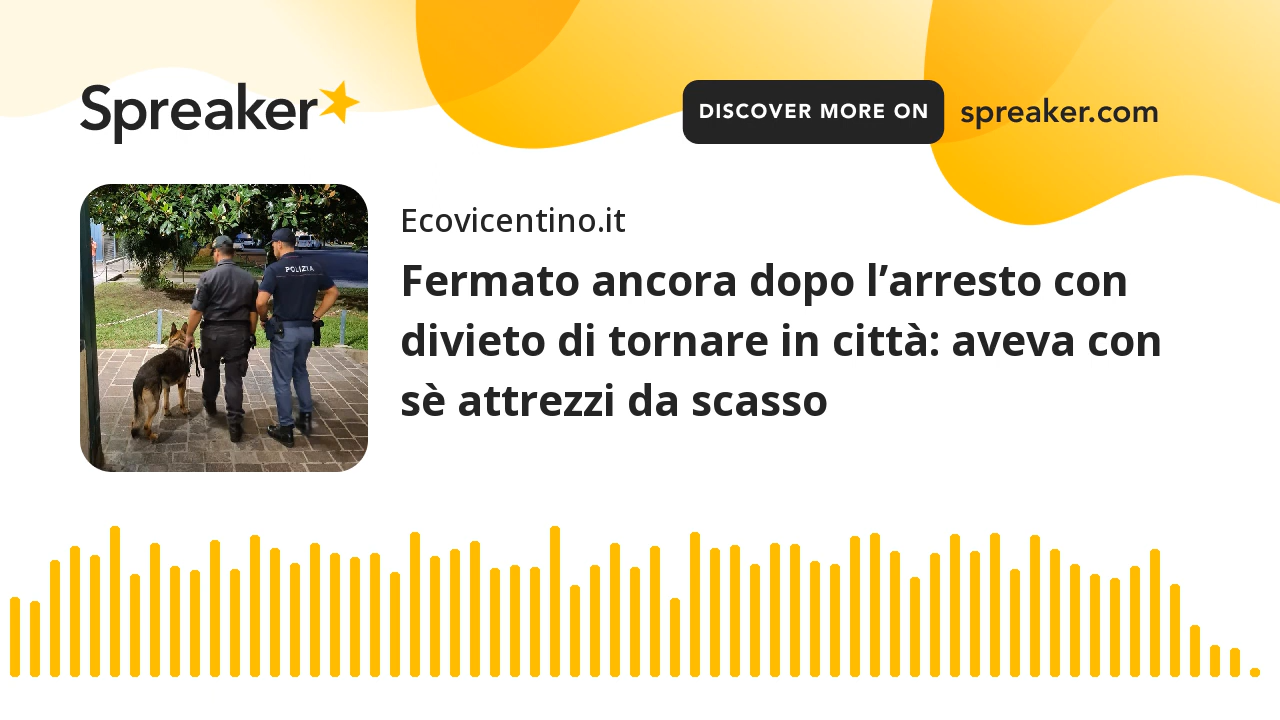 Spreaker
DISCOVER MORE ON
spreaker.com
Ecovicentino.it
Fermato ancora dopo l’arresto con
divieto di tornare in città: aveva con
sè attrezzi da scasso
POLIZIA